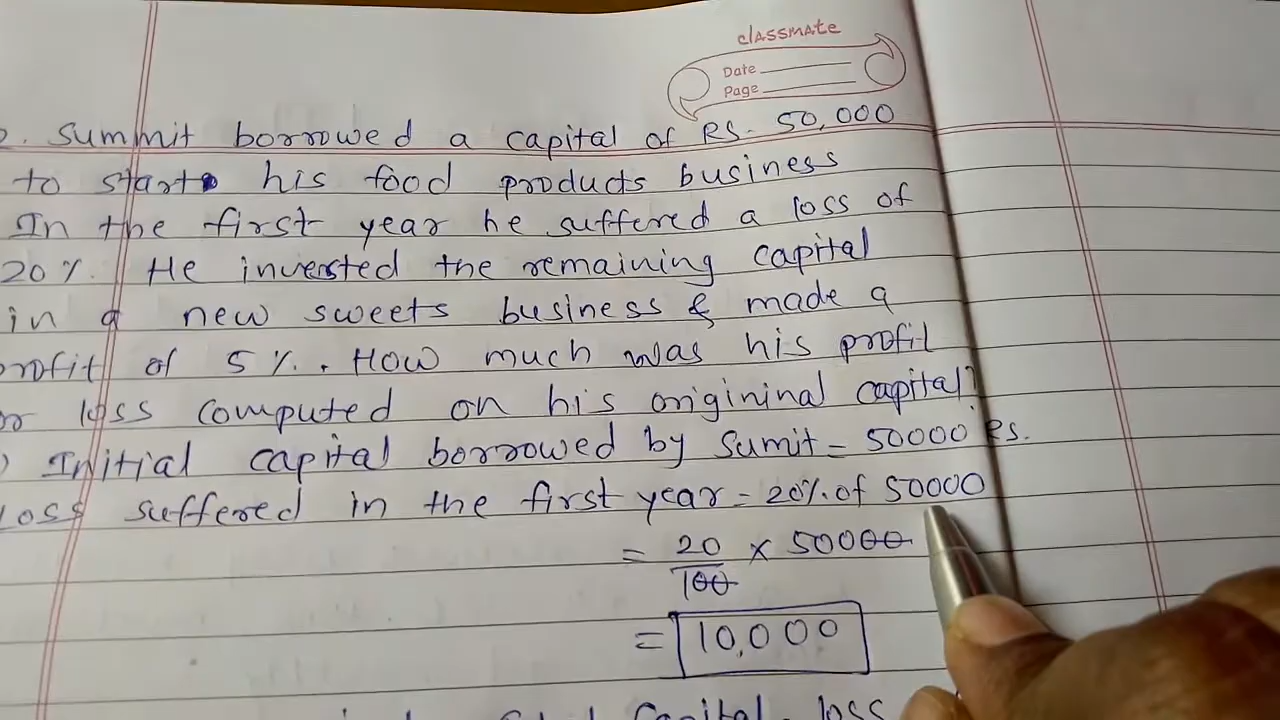 classmate
Date
Page
2. Summit borrowed a capital of Rs. 50,000
to start his food products business
In the first year he suffered a loss of
20%. He invested the remaining capital
in a new sweets business & made a
profit of 5%. How much was his profit
or loss computed on his origininal capital?
) Initial capital borrowed by Sumit = 50000 Rs.
Loss suffered in the first year = 20% of 50000
= 20/100 x 50000
= 10,000
Capital - loss